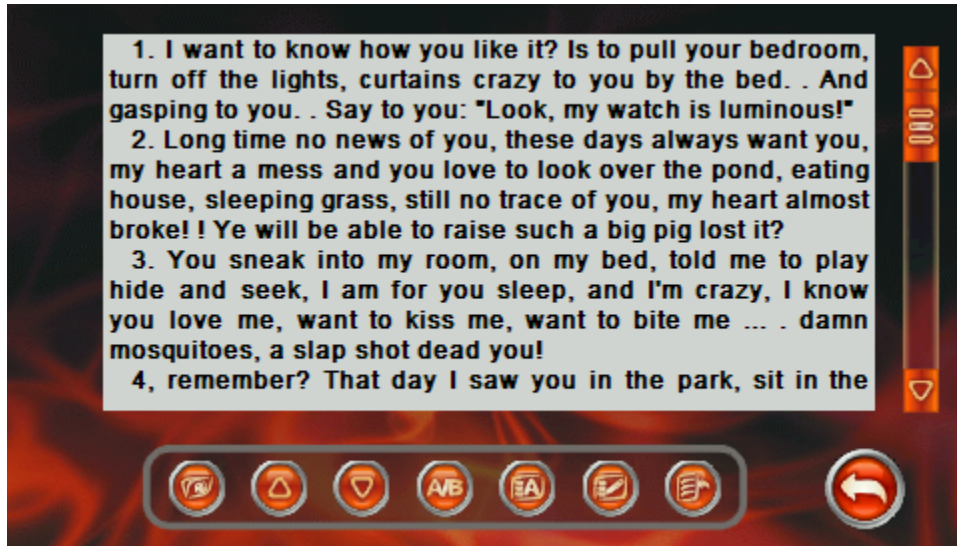 1. I want to know how you like it? Is to pull your bedroom,
turn off the lights, curtains crazy to you by the bed. . And
gasping to you. . Say to you: "Look, my watch is luminous!"
2. Long time no news of you, these days always want you,
my heart a mess and you love to look over the pond, eating
house, sleeping grass, still no trace of you, my heart almost
broke! ! Ye will be able to raise such a big pig lost it?
3. You sneak into my room, on my bed, told me to play
hide and seek, I am for you sleep, and I'm crazy, I know
you love me, want to kiss me, want to bite me ... . damn
mosquitoes, a slap shot dead you!
4, remember? That day I saw you in the park, sit in the
A/B
A